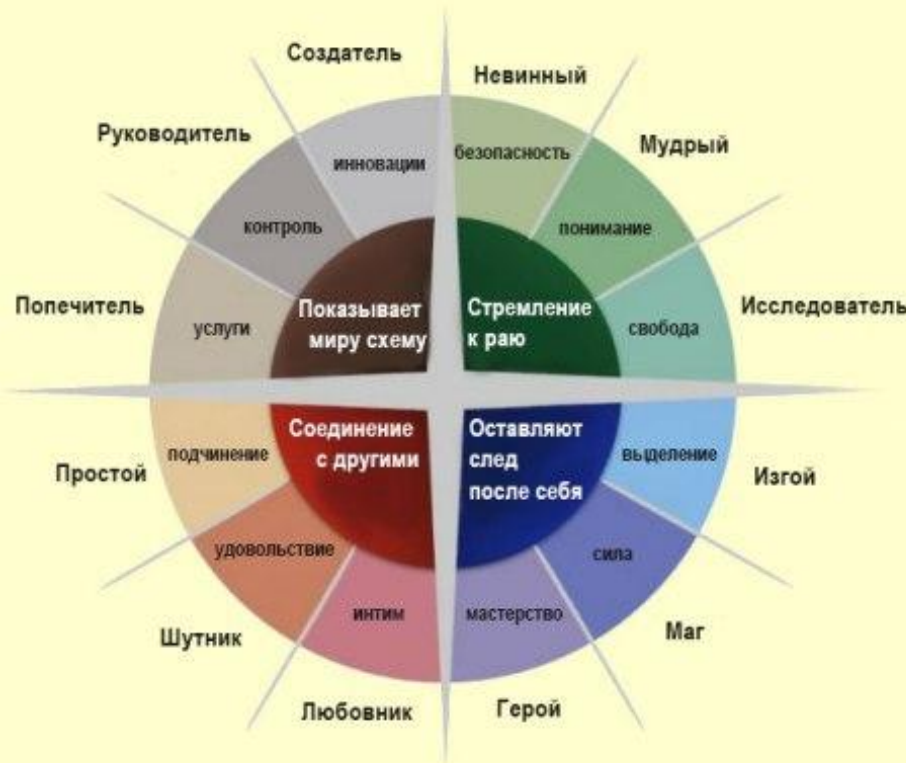 Создатель
Невинный
Руководитель
Мудрый
инновации
безопасность
контроль
понимание
Попечитель
Исследователь
услуги
свобода
Показывает
миру схему
Стремление
к раю
Соединение
с другими
Оставляют
след
после себя
подчинение
выделение
Простой
Изгой
удовольствие
сила
интим
мастерство
Шутник
Маг
Любовник
Герой